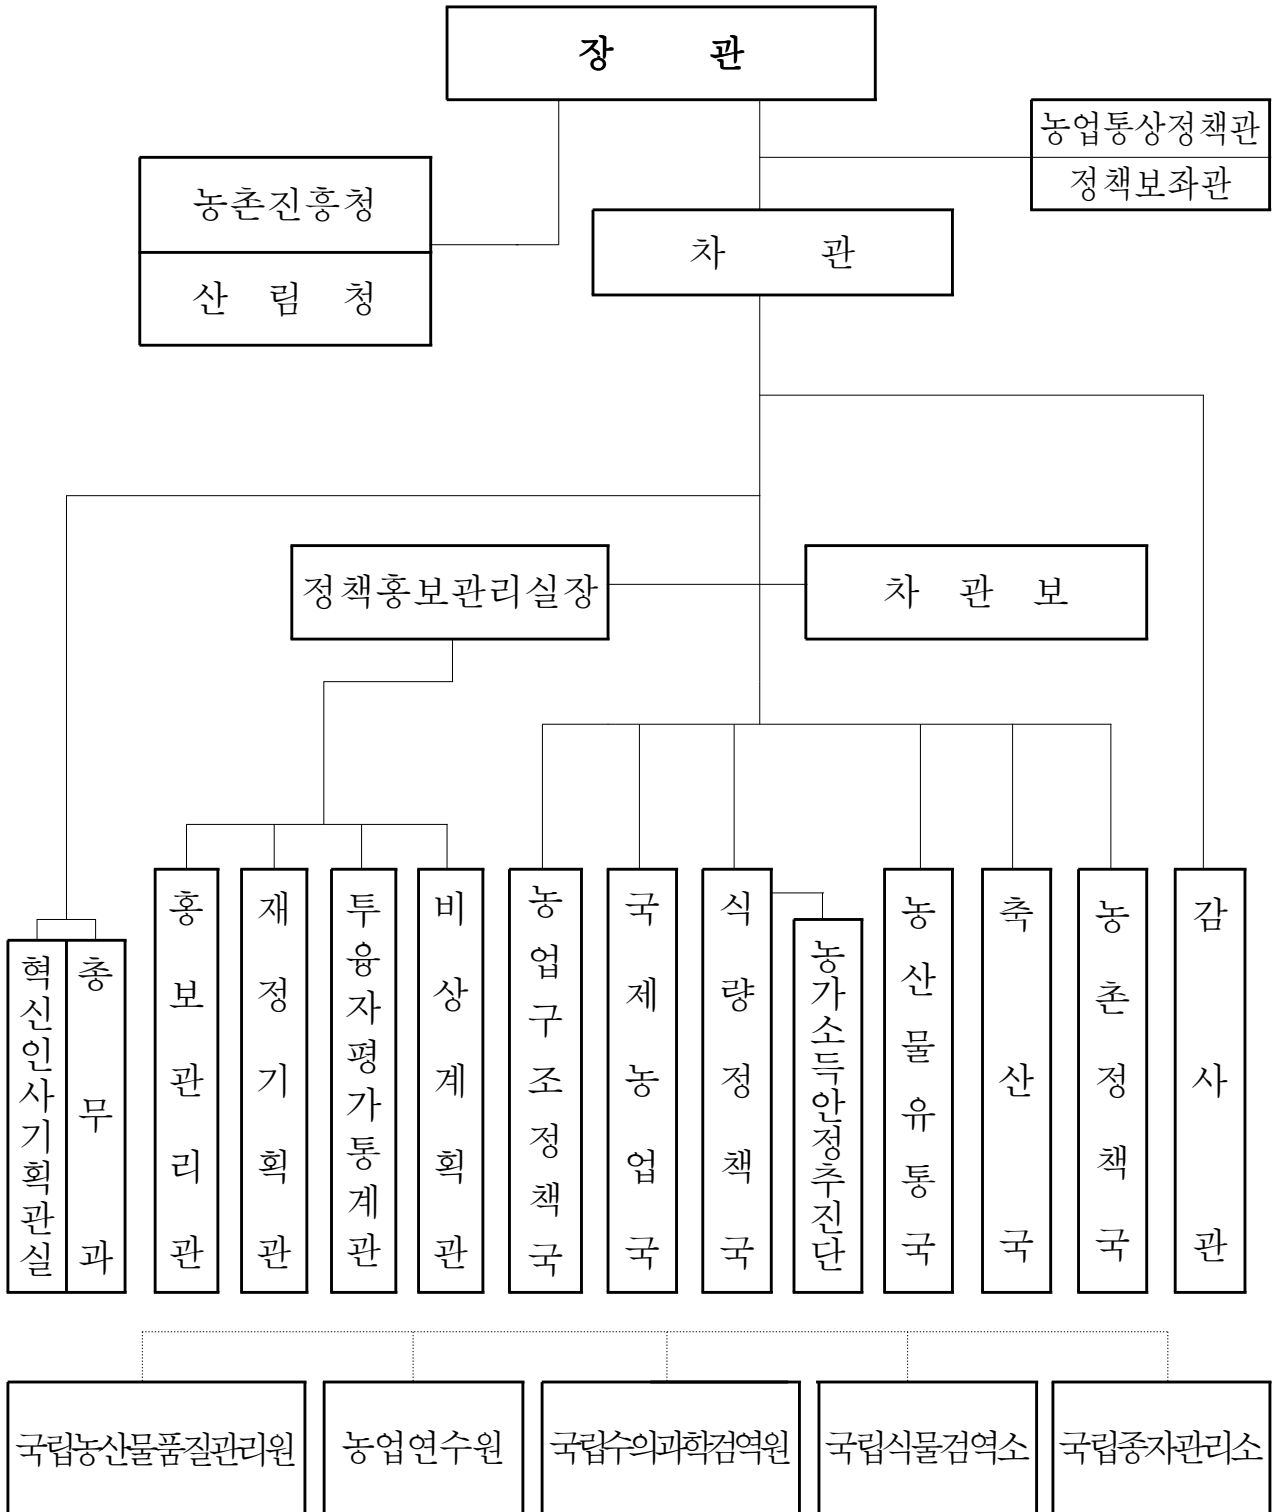 장 관
농업통상정책관
정책보좌관
농촌진흥청
산 림 청
차 관
정책홍보관리실장
차 관 보
혁신인사기획관실
총무과
홍보관리관
재정기획관
투융자평가통계관
비상계획관
농업구조정책국
국제농업국
식량정책국
농가소득안정추진단
농산물유통국
축산국
농촌정책국
감사관
국립농산물품질관리원
농업연수원
국립수의과학검역원
국립식물검역소
국립종자관리소